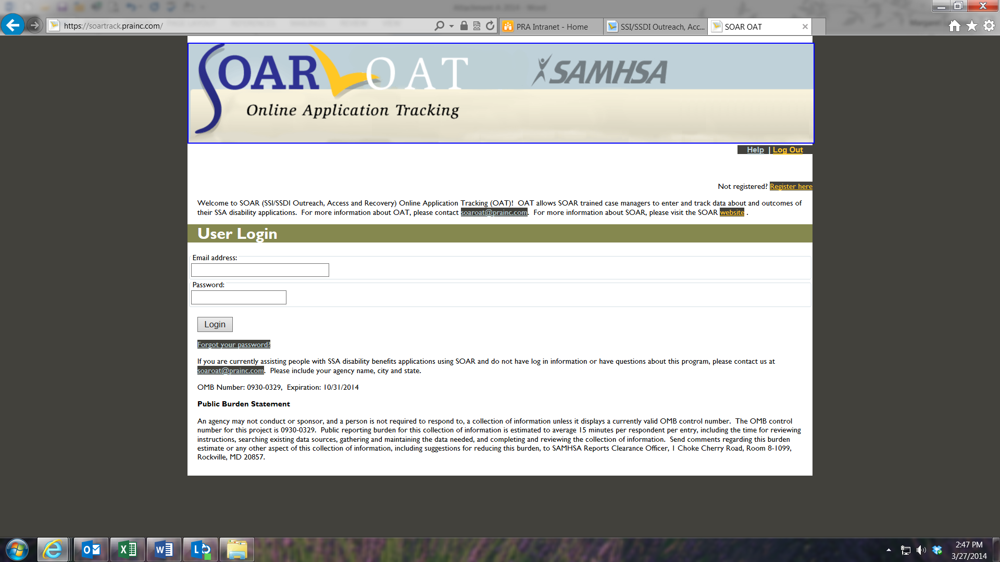 Attachment A 2014 - Word
https://soartrack.prainc.com/
PRA Intranet - Home
SSI/SSDI Outreach, Acc...
SOAR OAT
SOAR OAT
SAMHSA
Online Application Tracking
Help | Log Out
Not registered? Register here
Welcome to SOAR (SSI/SSDI Outreach, Access and Recovery) Online Application Tracking (OAT)!  OAT allows SOAR trained case managers to enter and track data about and outcomes of
their SSA disability applications.  For more information about OAT, please contact soaroat@prainc.com.  For more information about SOAR, please visit the SOAR website .
User Login
Email address:
Password:
Login
Forgot your password?
If you are currently assisting people with SSA disability benefits applications using SOAR and do not have log in information or have questions about this program, please contact us at
soaroat@prainc.com.  Please include your agency name, city and state.
OMB Number: 0930-0329,  Expiration: 10/31/2014
Public Burden Statement
An agency may not conduct or sponsor, and a person is not required to respond to, a collection of information unless it displays a currently valid OMB control number.  The OMB control
number for this project is 0930-0329.  Public reporting burden for this collection of information is estimated to average 15 minutes per respondent per entry, including the time for reviewing
instructions, searching existing data sources, gathering and maintaining the data needed, and completing and reviewing the collection of information.  Send comments regarding this burden
estimate or any other aspect of this collection of information, including suggestions for reducing this burden, to SAMHSA Reports Clearance Officer, 1 Choke Cherry Road, Room 8-1099,
Rockville, MD 20857.
2:47 PM
3/27/2014